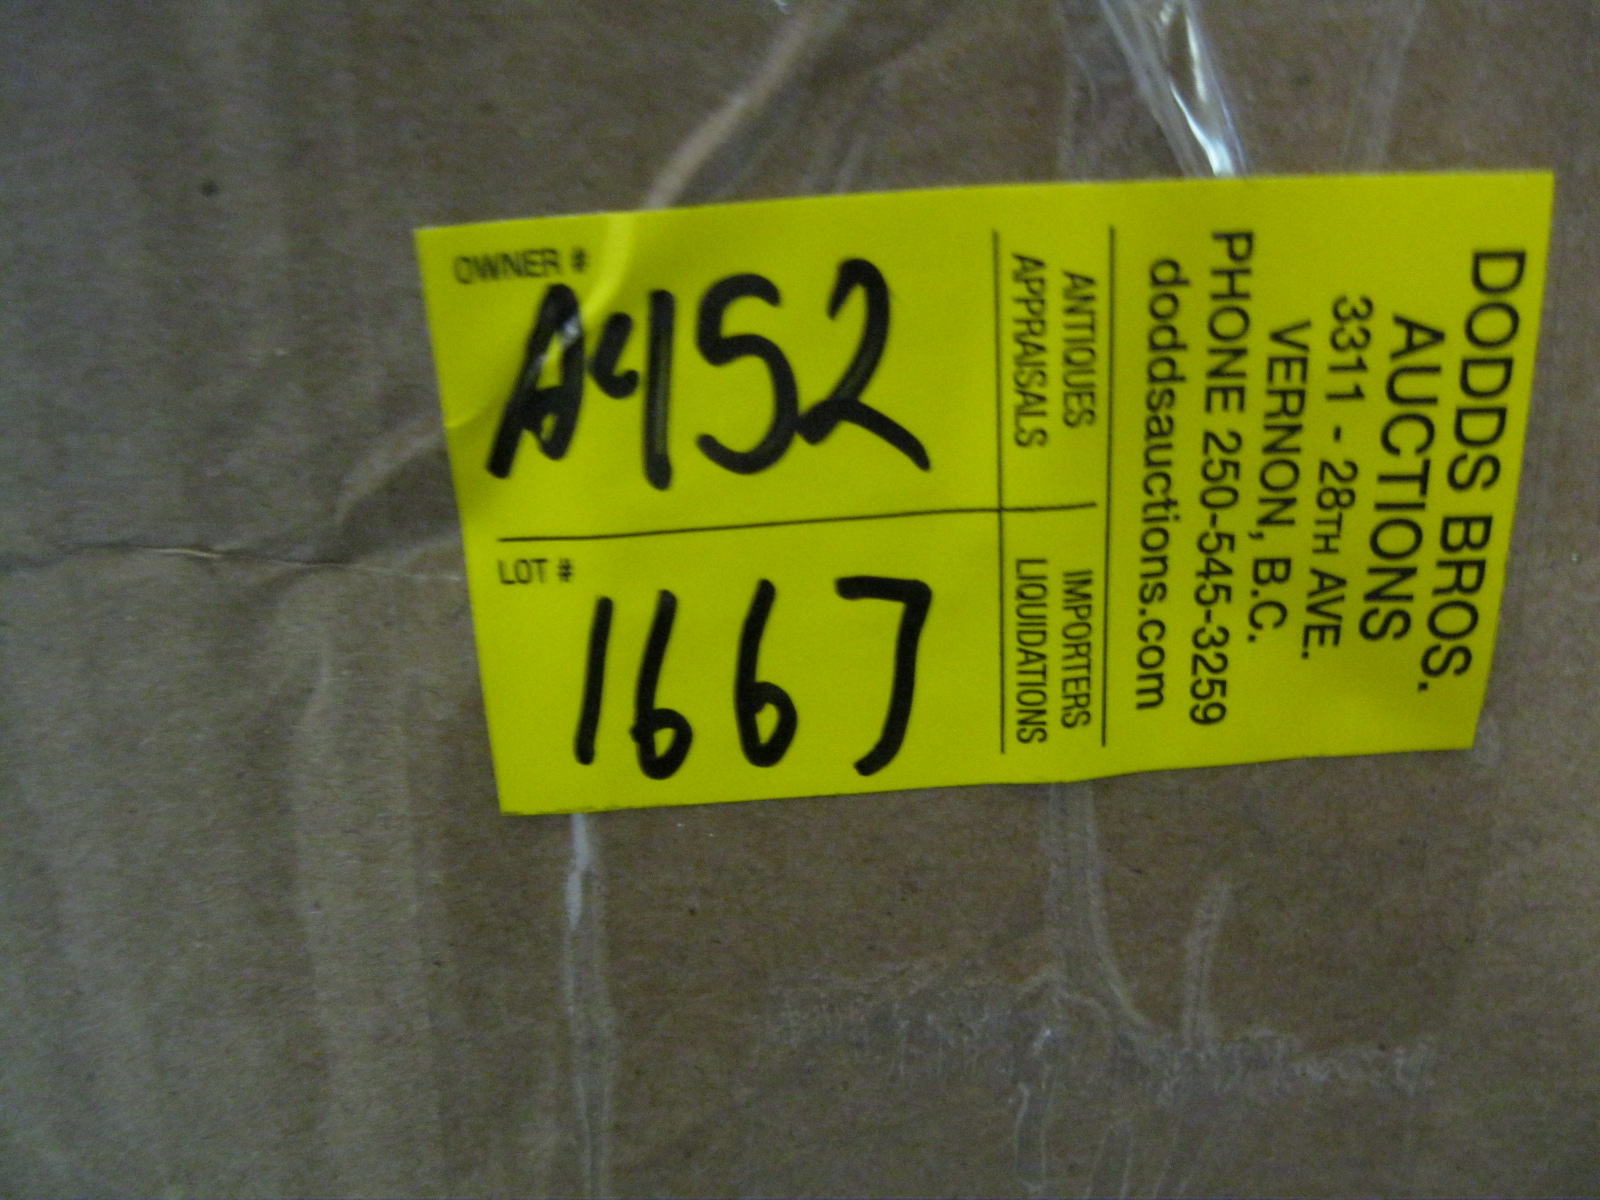 OWNER #
A4152
LOT #
1667
ANTIQUES
APPRAISALS
IMPORTERS
LIQUIDATIONS
DODDS BROS.
AUCTIONS
3311 - 28TH AVE.
VERNON, B.C.
PHONE 250-545-3259
doddsauctions.com